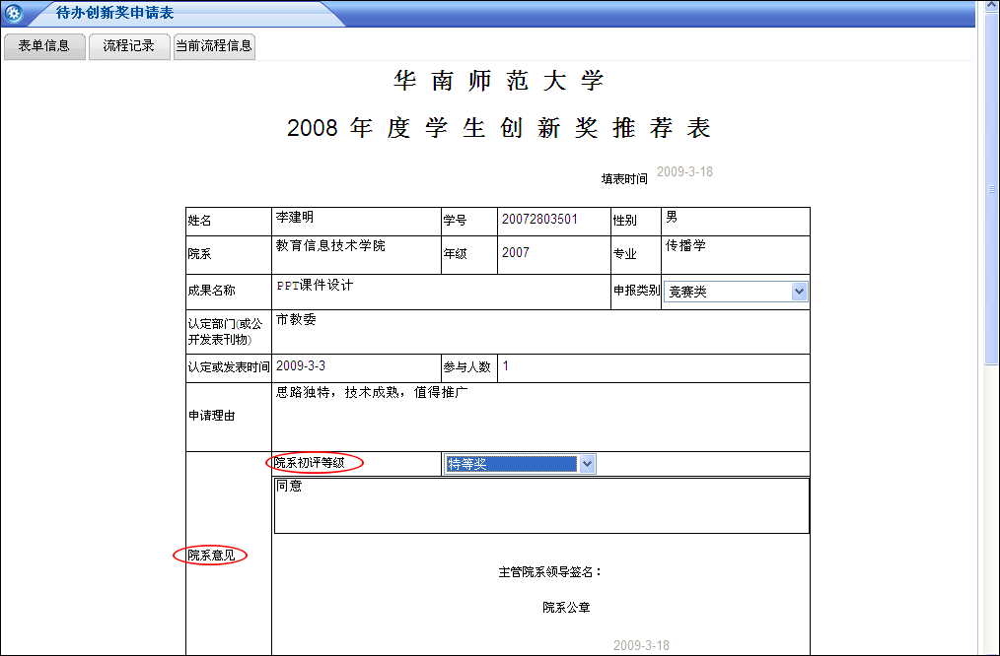 待办创新奖申请表
表单信息 流程记录 当前流程信息
华南师范大学
2008年度学生创新奖推荐表
填表时间 2009-3-18
姓名 李建明 学号 20072803501 性别 男
院系 教育信息技术学院 年级 2007 专业 传播学
成果名称 PPT课件设计 申报类别 竞赛类
认定部门(或公
开发表刊物)
市教委
认定或发表时间 2009-3-3 参与人数 1
申请理由 思路独特，技术成熟，值得推广
院系初评等级 特等奖
同意
院系意见
主管院系领导签名：
院系公章
2009-3-18